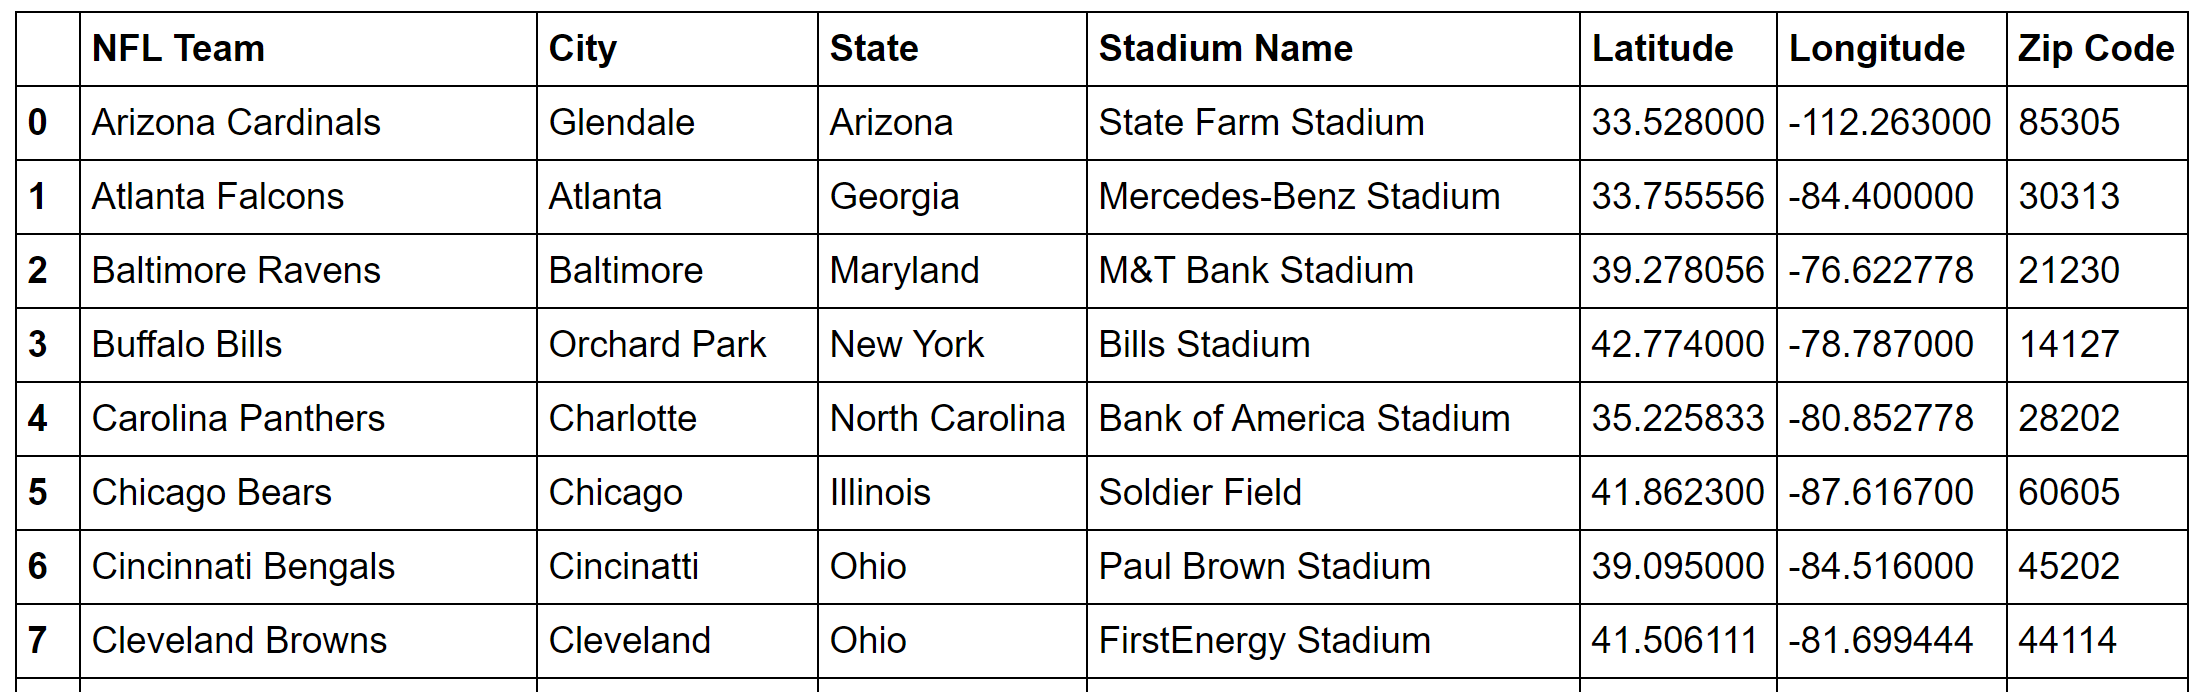 NFL Team City State Stadium Name Latitude Longitude Zip Code
0 Arizona Cardinals Glendale Arizona State Farm Stadium 33.528000 -112.263000 85305
1 Atlanta Falcons Atlanta Georgia Mercedes-Benz Stadium 33.755556 -84.400000 30313
2 Baltimore Ravens Baltimore Maryland M&T Bank Stadium 39.278056 -76.622778 21230
3 Buffalo Bills Orchard Park New York Bills Stadium 42.774000 -78.787000 14127
4 Carolina Panthers Charlotte North Carolina Bank of America Stadium 35.225833 -80.852778 28202
5 Chicago Bears Chicago Illinois Soldier Field 41.862300 -87.616700 60605
6 Cincinnati Bengals Cincinatti Ohio Paul Brown Stadium 39.095000 -84.516000 45202
7 Cleveland Browns Cleveland Ohio FirstEnergy Stadium 41.506111 -81.699444 44114